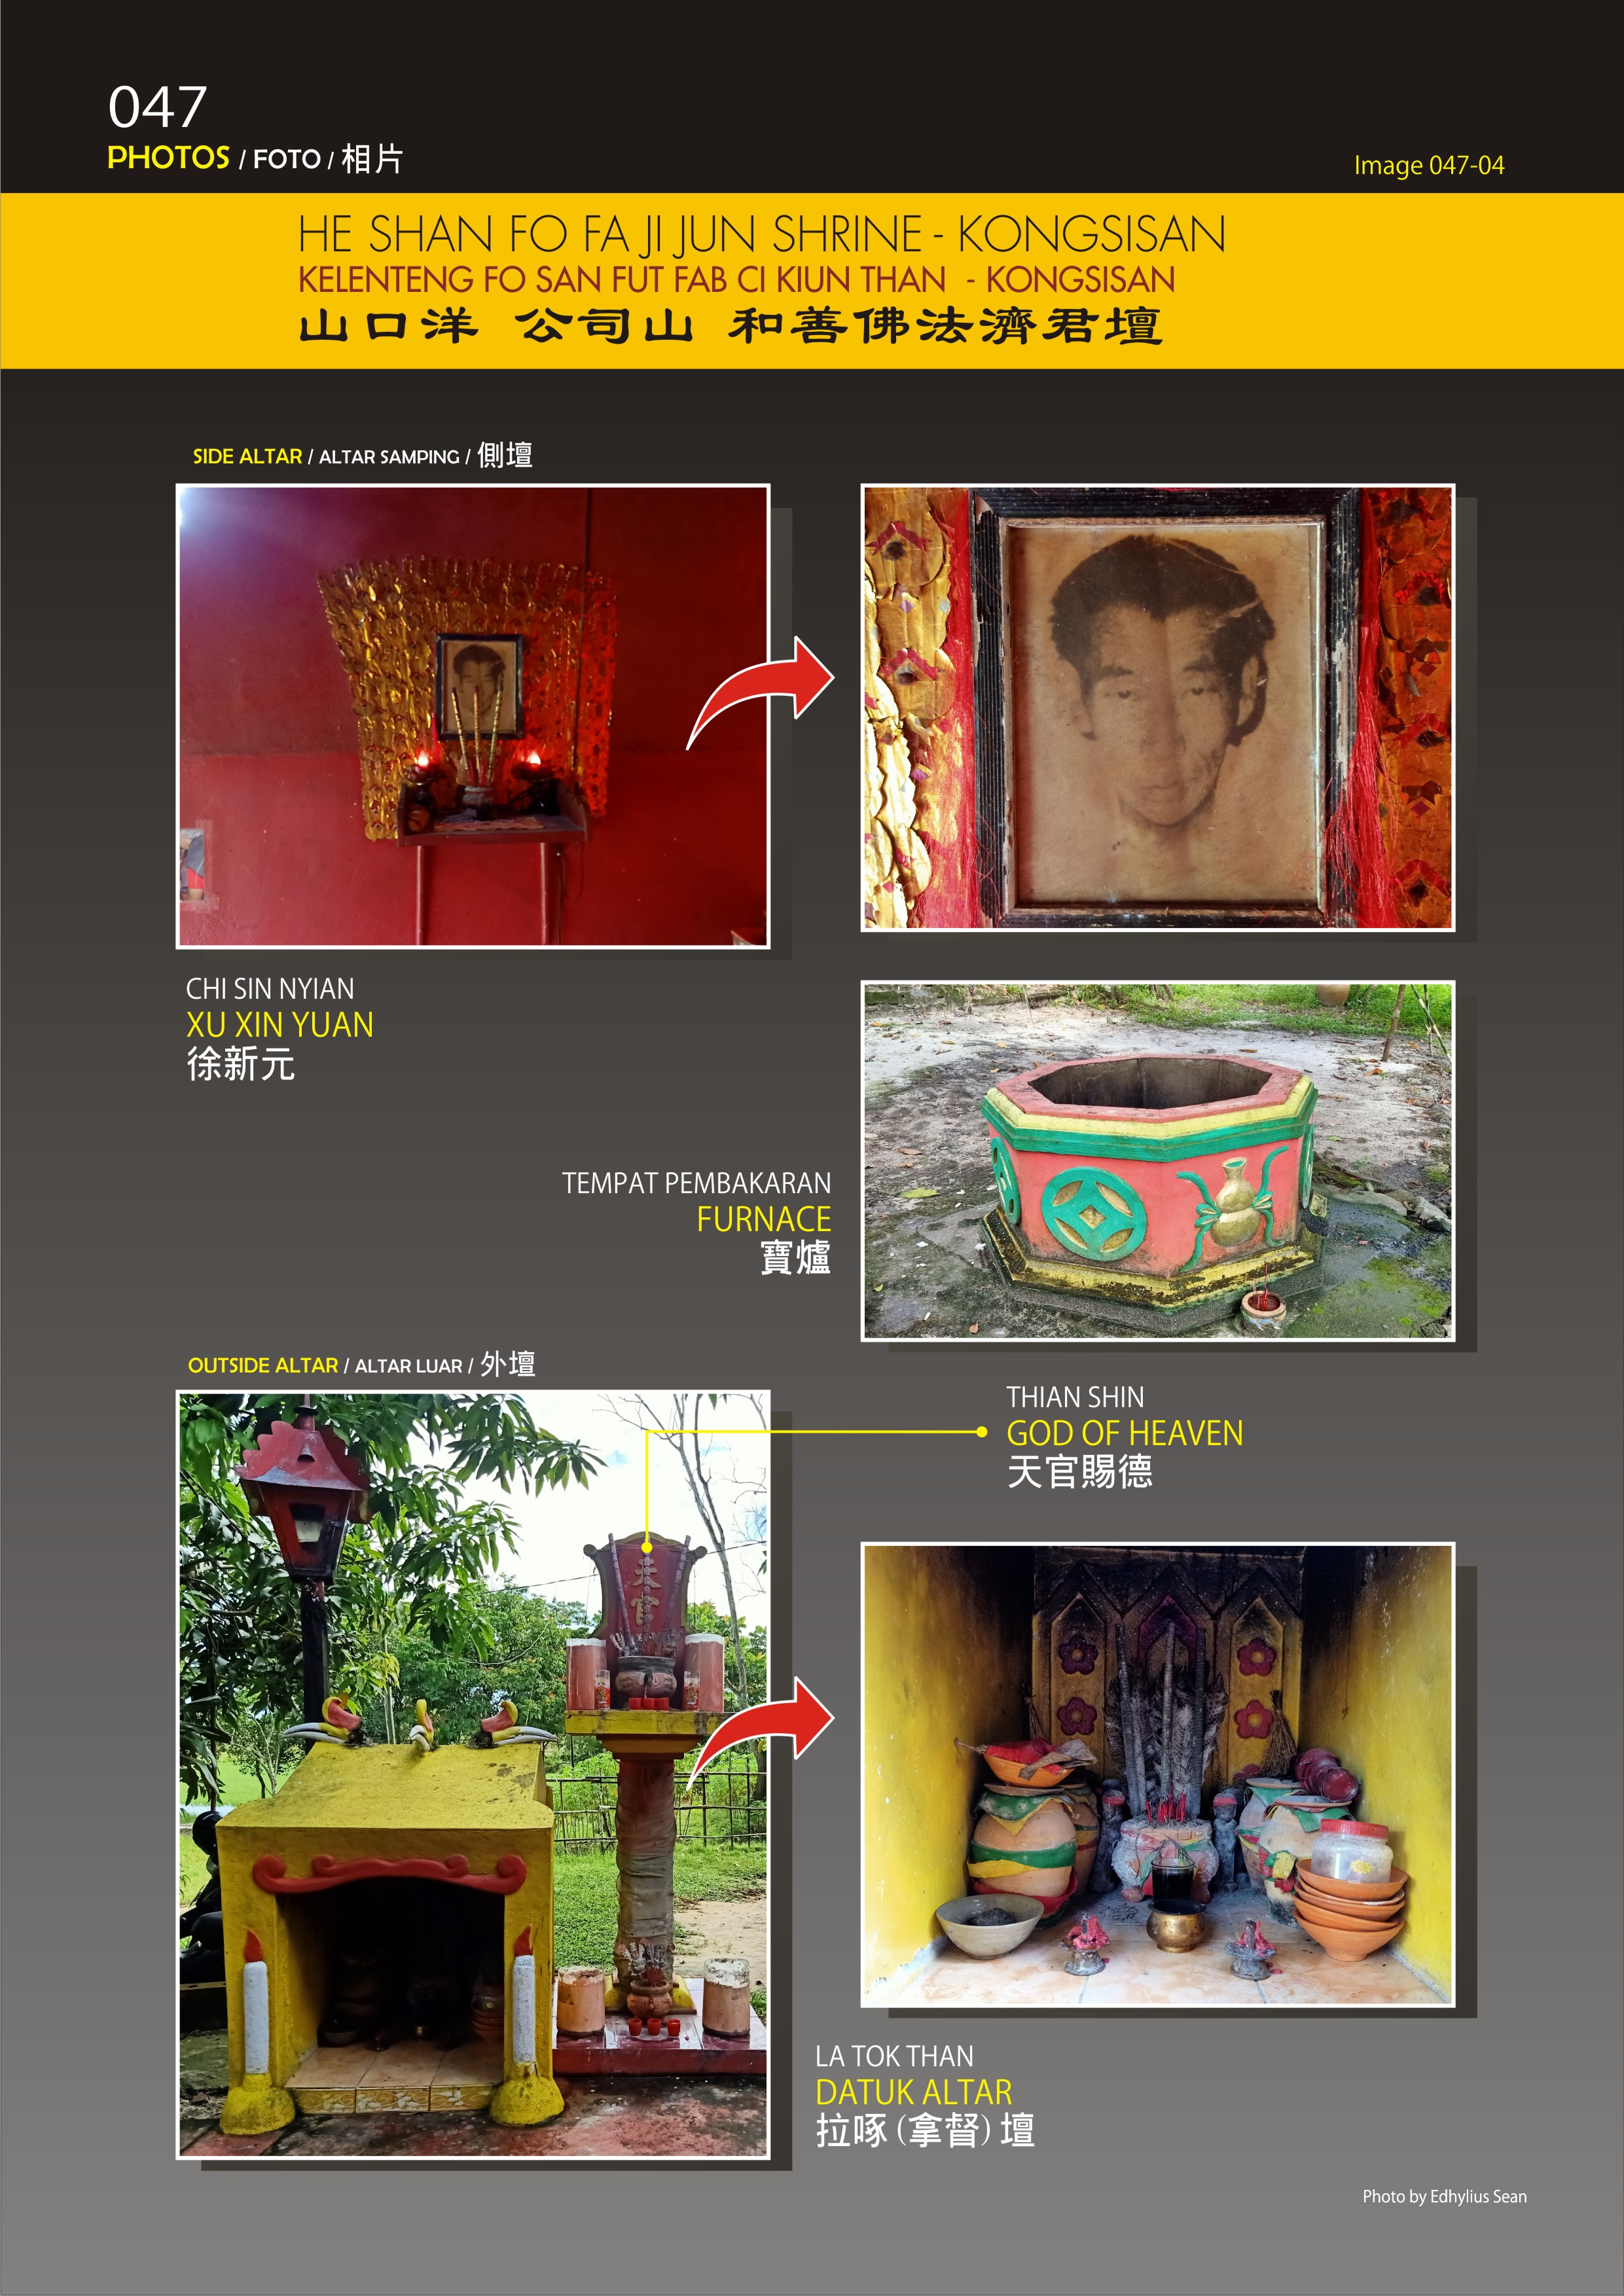 047
PHOTOS / FOTO / 相片
Image 047-04
HE SHAN FO FA JI JUN SHRINE - KONGSISAN
KELENTENG FO SAN FUT FAB CI KIUN THAN - KONGSISAN
山口洋 公司山 和善佛法濟君壇
SIDE ALTAR / ALTAR SAMPING / 側壇
CHI SIN NYIAN
XU XIN YUAN
徐新元
TEMPAT PEMBAKARAN
FURNACE
寶爐
OUTSIDE ALTAR / ALTAR LUAR / 外壇
THIAN SHIN
GOD OF HEAVEN
天官賜德
天官
LA TOK THAN
DATUK ALTAR
拉啄 (拿督) 壇
Photo by Edhylius Sean